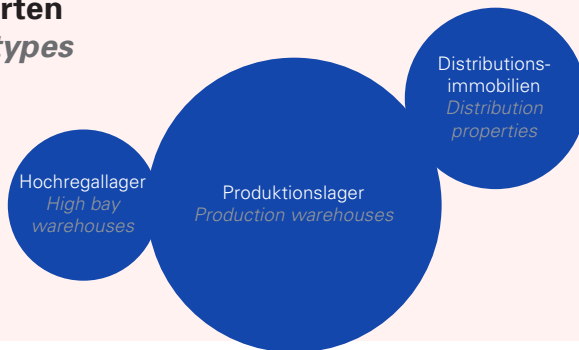 rten
types
Distributions-
immobilien
Distribution
properties
Hochregallager
High bay
warehouses
Produktionslager
Production warehouses